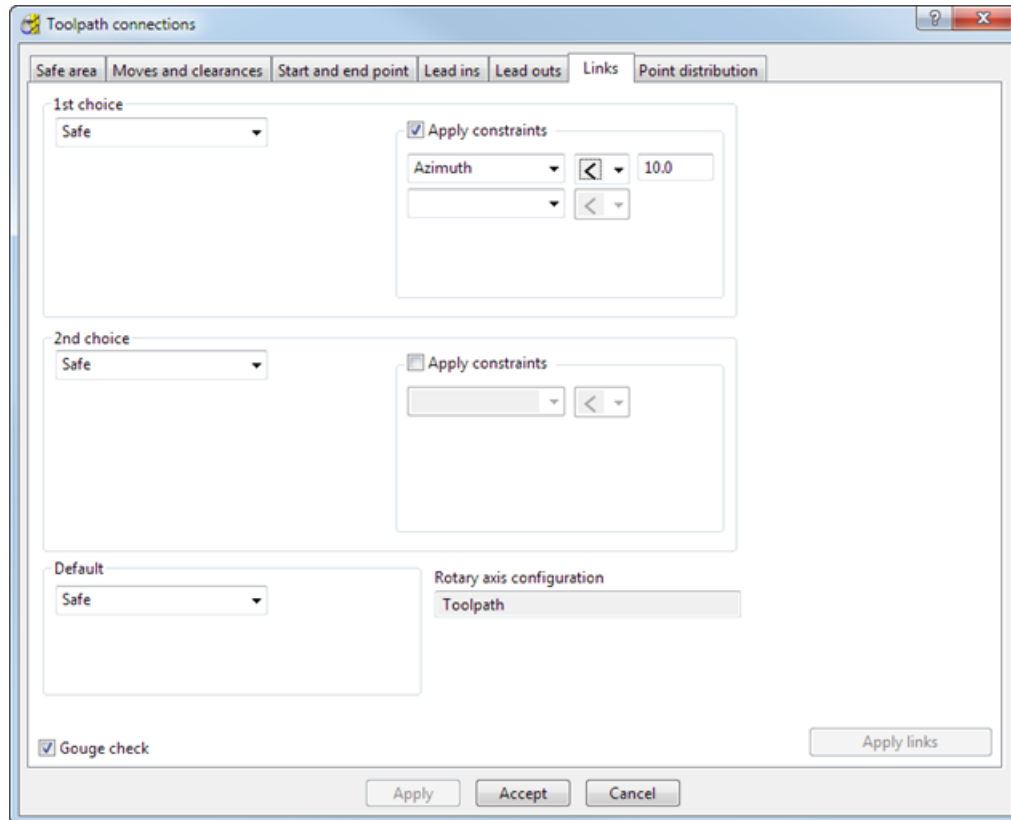 Toolpath connections ?
Safe area Moves and clearances Start and end point Lead ins Lead outs Links Point distribution
1st choice
Safe
Apply constraints
Azimuth < 10.0
<
2nd choice
Safe
Apply constraints
<
Default
Safe
Rotary axis configuration
Toolpath
Gouge check
Apply links
Apply Accept Cancel